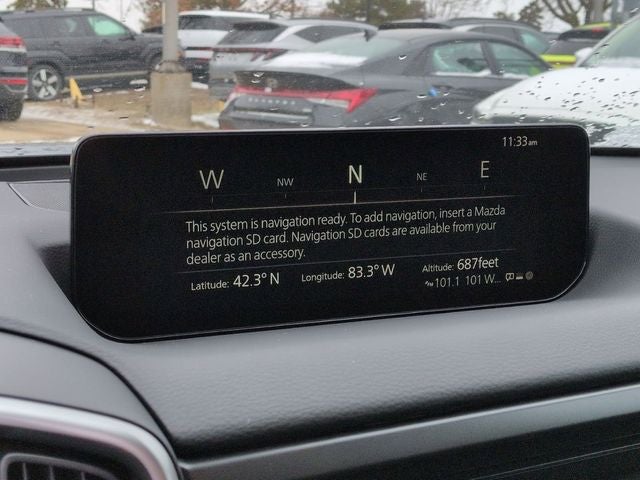 11:33am
W NW N NE E
This system is navigation ready. To add navigation, insert a Mazda
navigation SD card. Navigation SD cards are available from your
dealer as an accessory.
Latitude: 42.3° N Longitude: 83.3° W Altitude: 687feet
101.1 101 W...